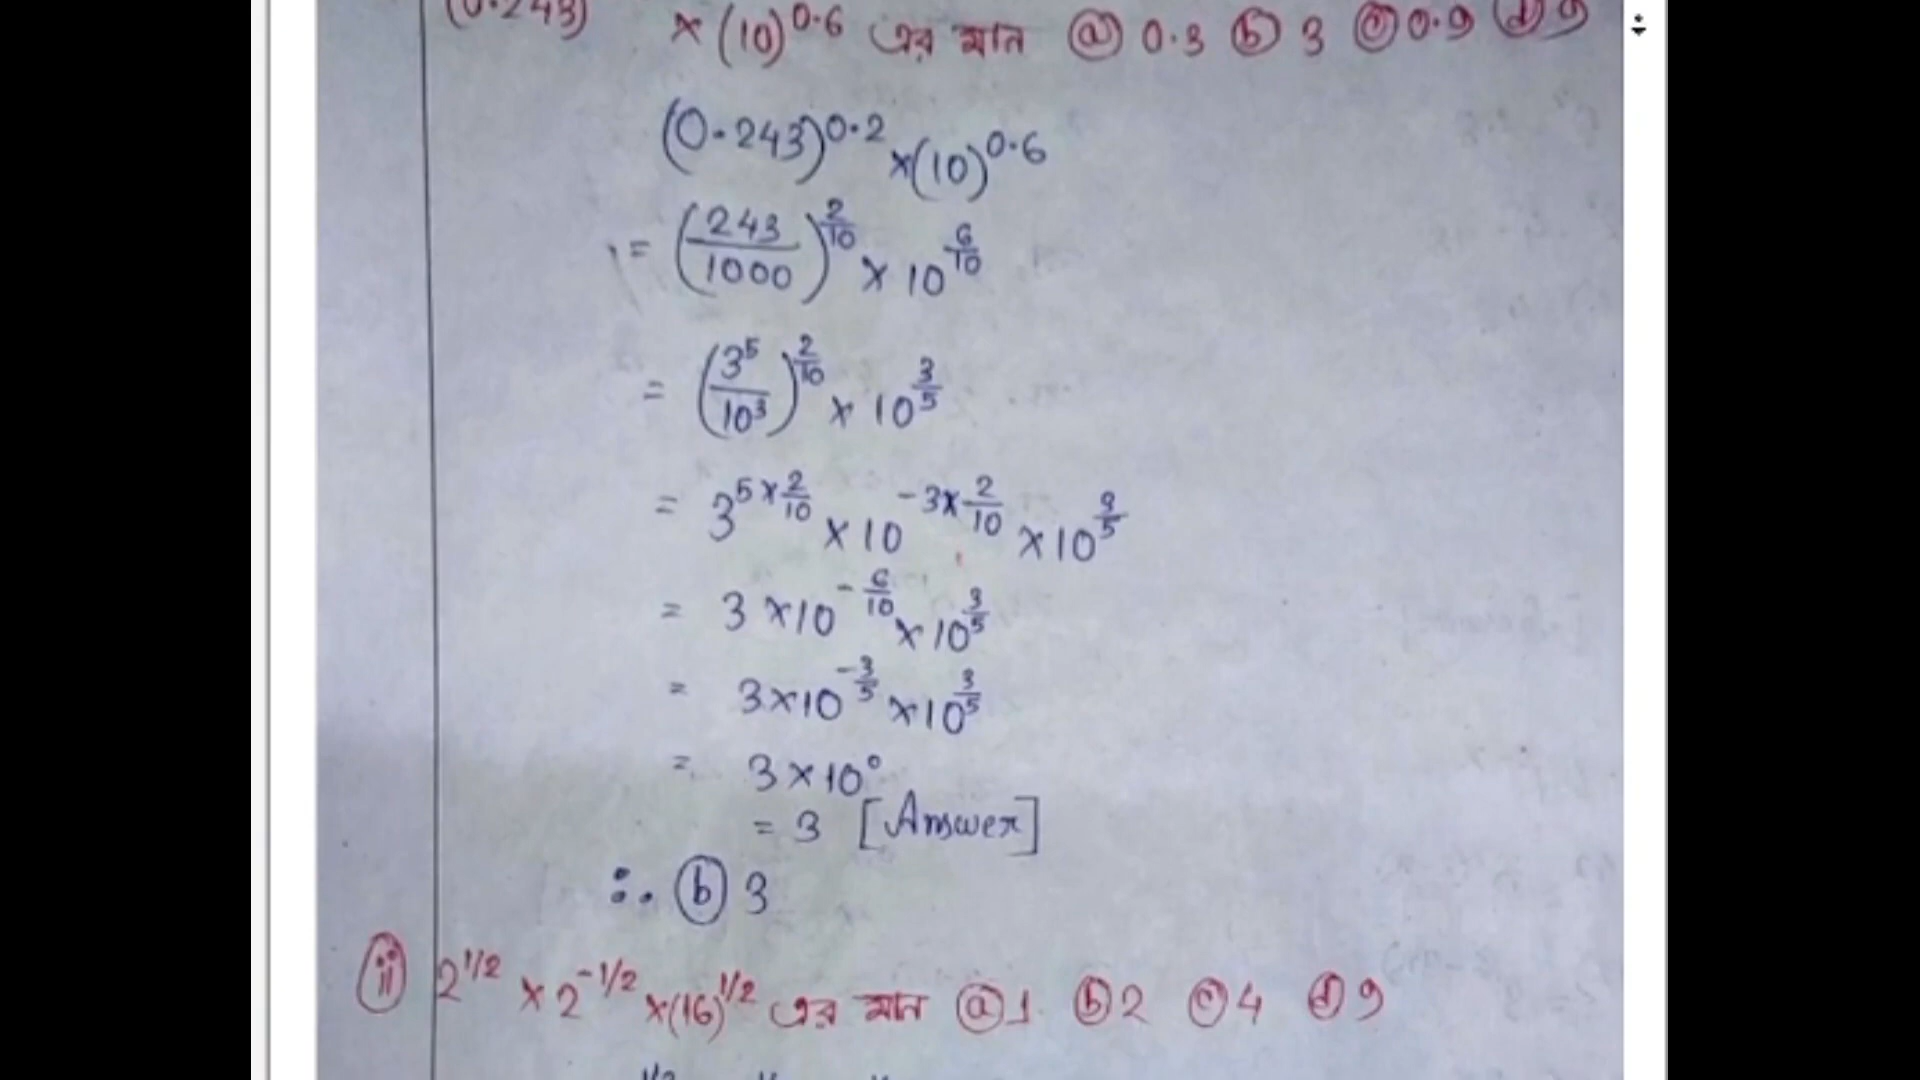 (0.243) × (10)^0.6 এর মান ⓐ 0.3 ⓑ 3 ⓒ 0.9 ⓓ 9
(0.243)^0.2 × (10)^0.6
= (243/1000)^(2/10) × 10^(6/10)
= (3^5/10^3)^(2/10) × 10^(3/5)
= 3^(5×2/10) × 10^(-3×2/10) × 10^(3/5)
= 3 × 10^(-6/10) × 10^(3/5)
= 3 × 10^(-3/5) × 10^(3/5)
= 3 × 10^0
= 3 [Answer]
∴ ⓑ 3
ⓘⓘ 2^(1/2) × 2^(-1/2) × (16)^(1/2) এর মান ⓐ 1 ⓑ 2 ⓒ 4 ⓓ 9